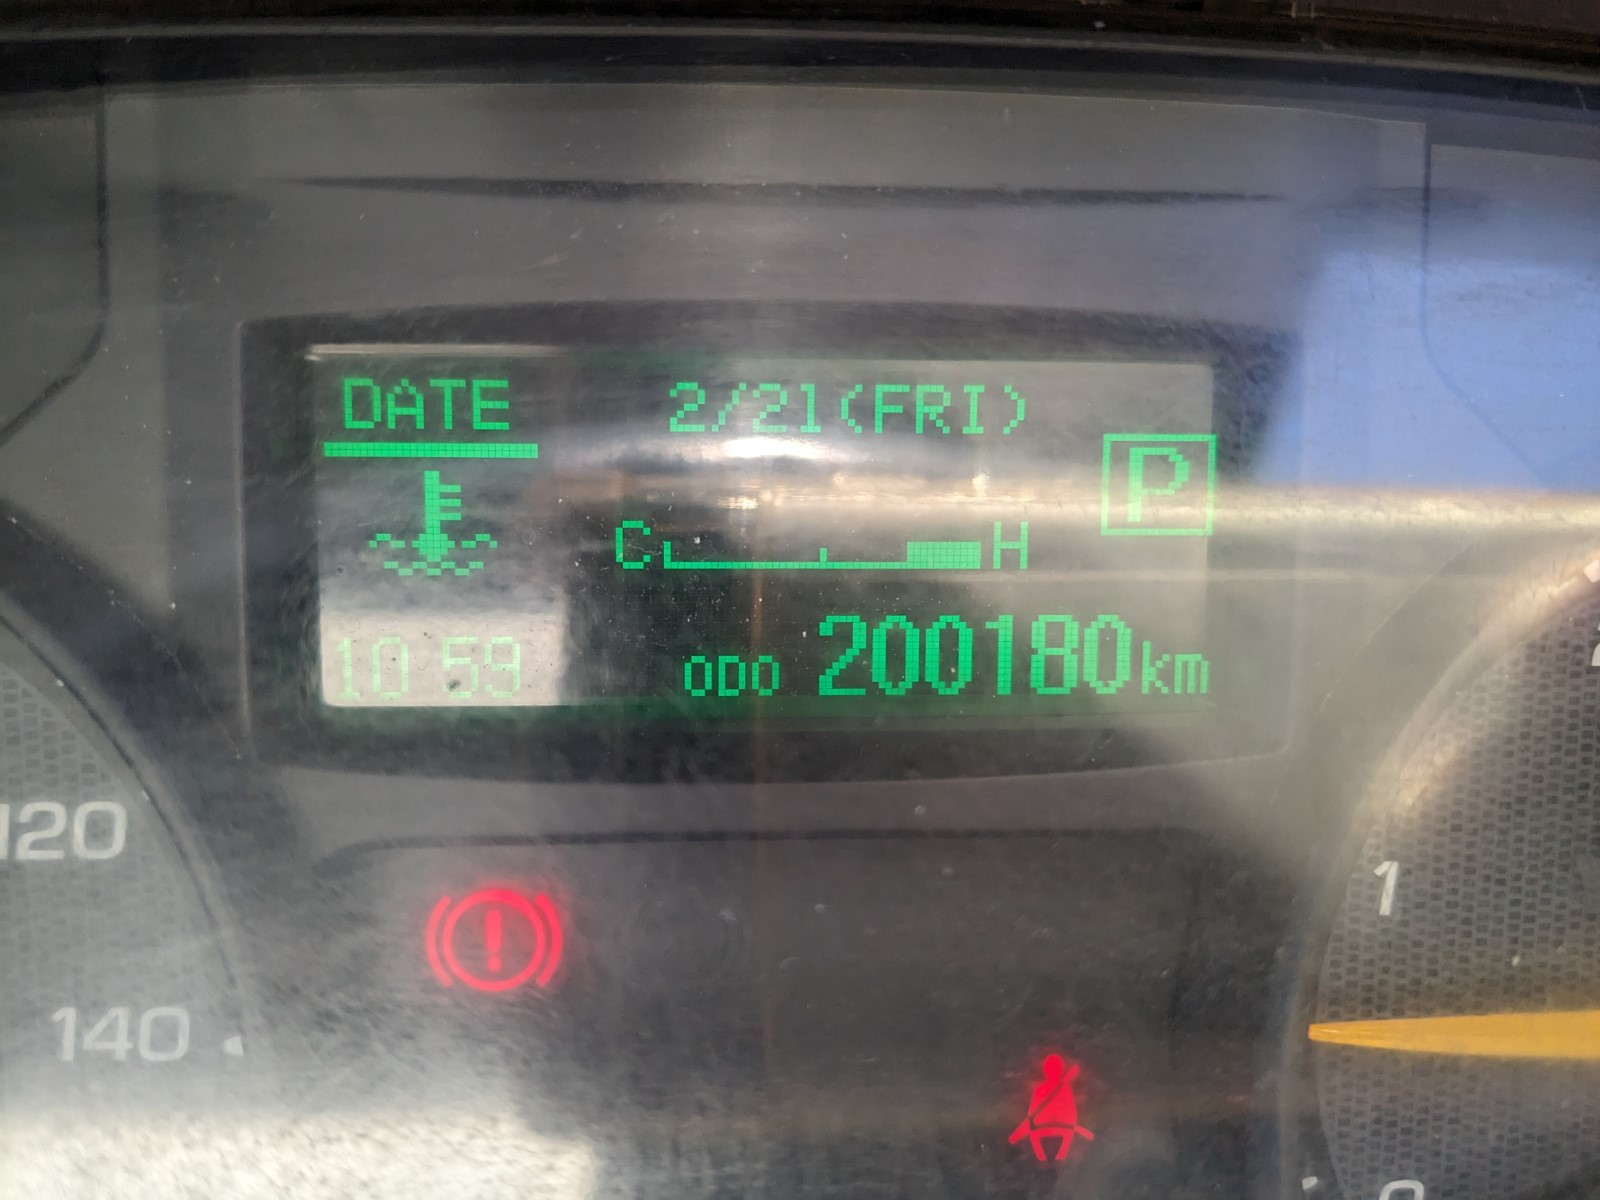 DATE 2/21(FRI)
P
C H
10 59
ODO 200180km
120
140
1